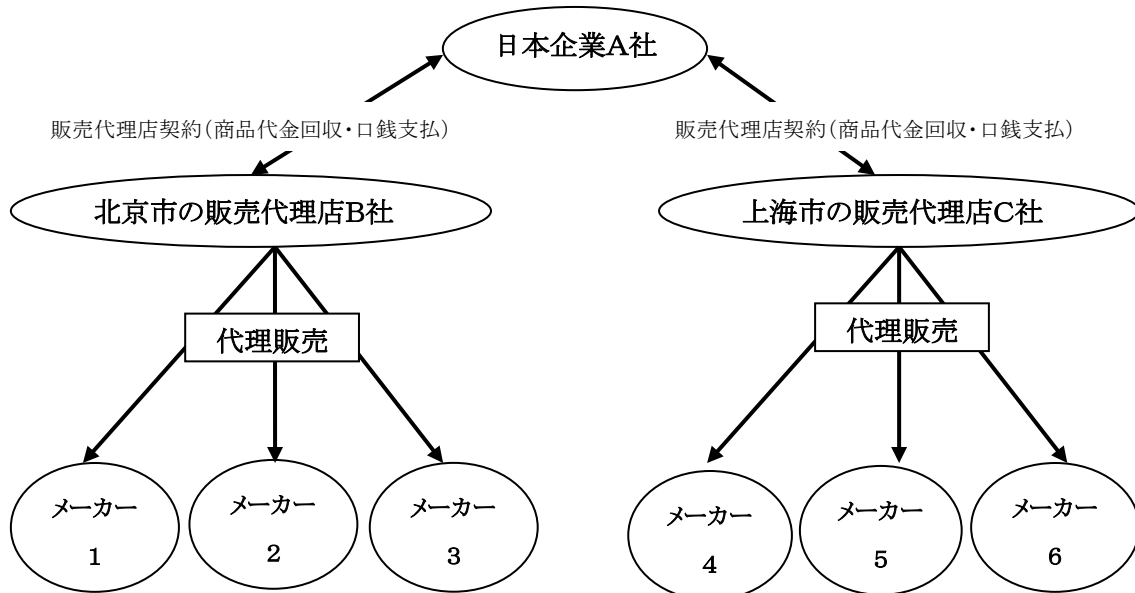 日本企業A社
販売代理店契約(商品代金回収・口銭支払)
販売代理店契約(商品代金回収・口銭支払)
北京市の販売代理店B社
上海市の販売代理店C社
代理販売
代理販売
メーカー
1
メーカー
2
メーカー
3
メーカー
4
メーカー
5
メーカー
6